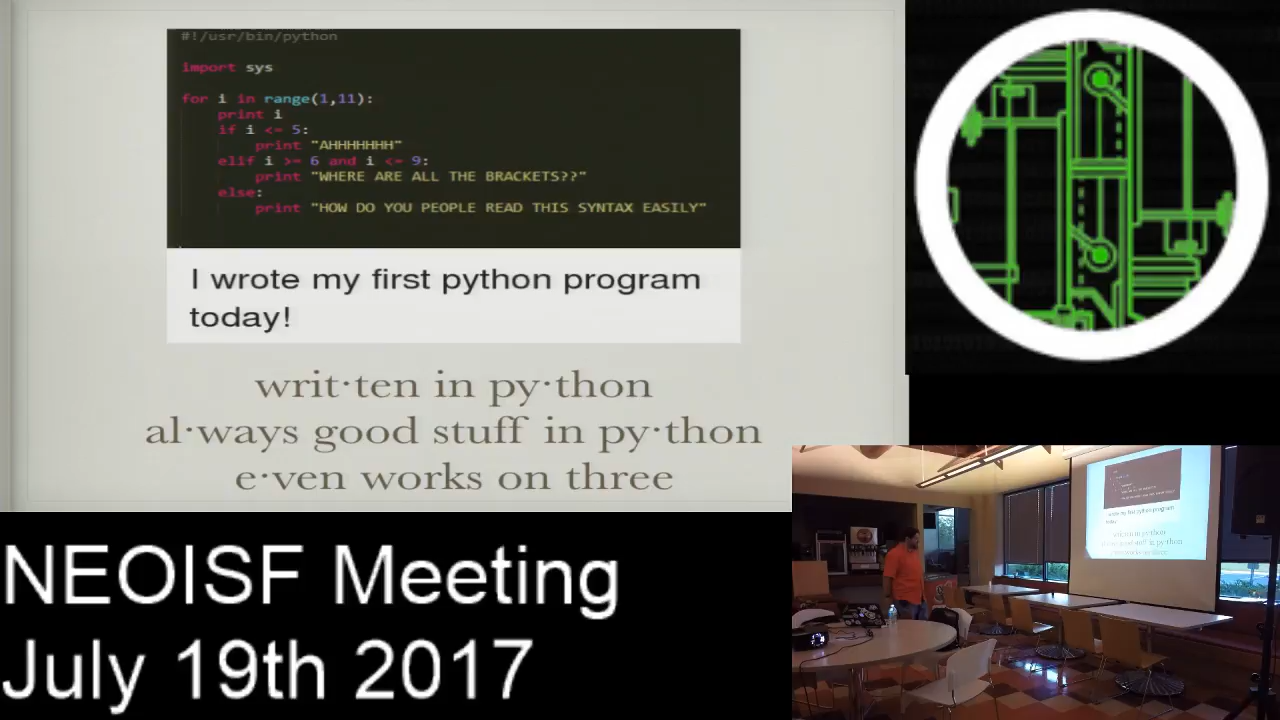 #!/usr/bin/python
import sys
for i in range(1,11):
print i
if i <= 5:
print "AHHHHHHH"
elif i >= 6 and i <= 9:
print "WHERE ARE ALL THE BRACKETS??"
else:
print "HOW DO YOU PEOPLE READ THIS SYNTAX EASILY"
I wrote my first python program
today!
writ·ten in py·thon
al·ways good stuff in py·thon
e·ven works on three
NEOISF Meeting
July 19th 2017